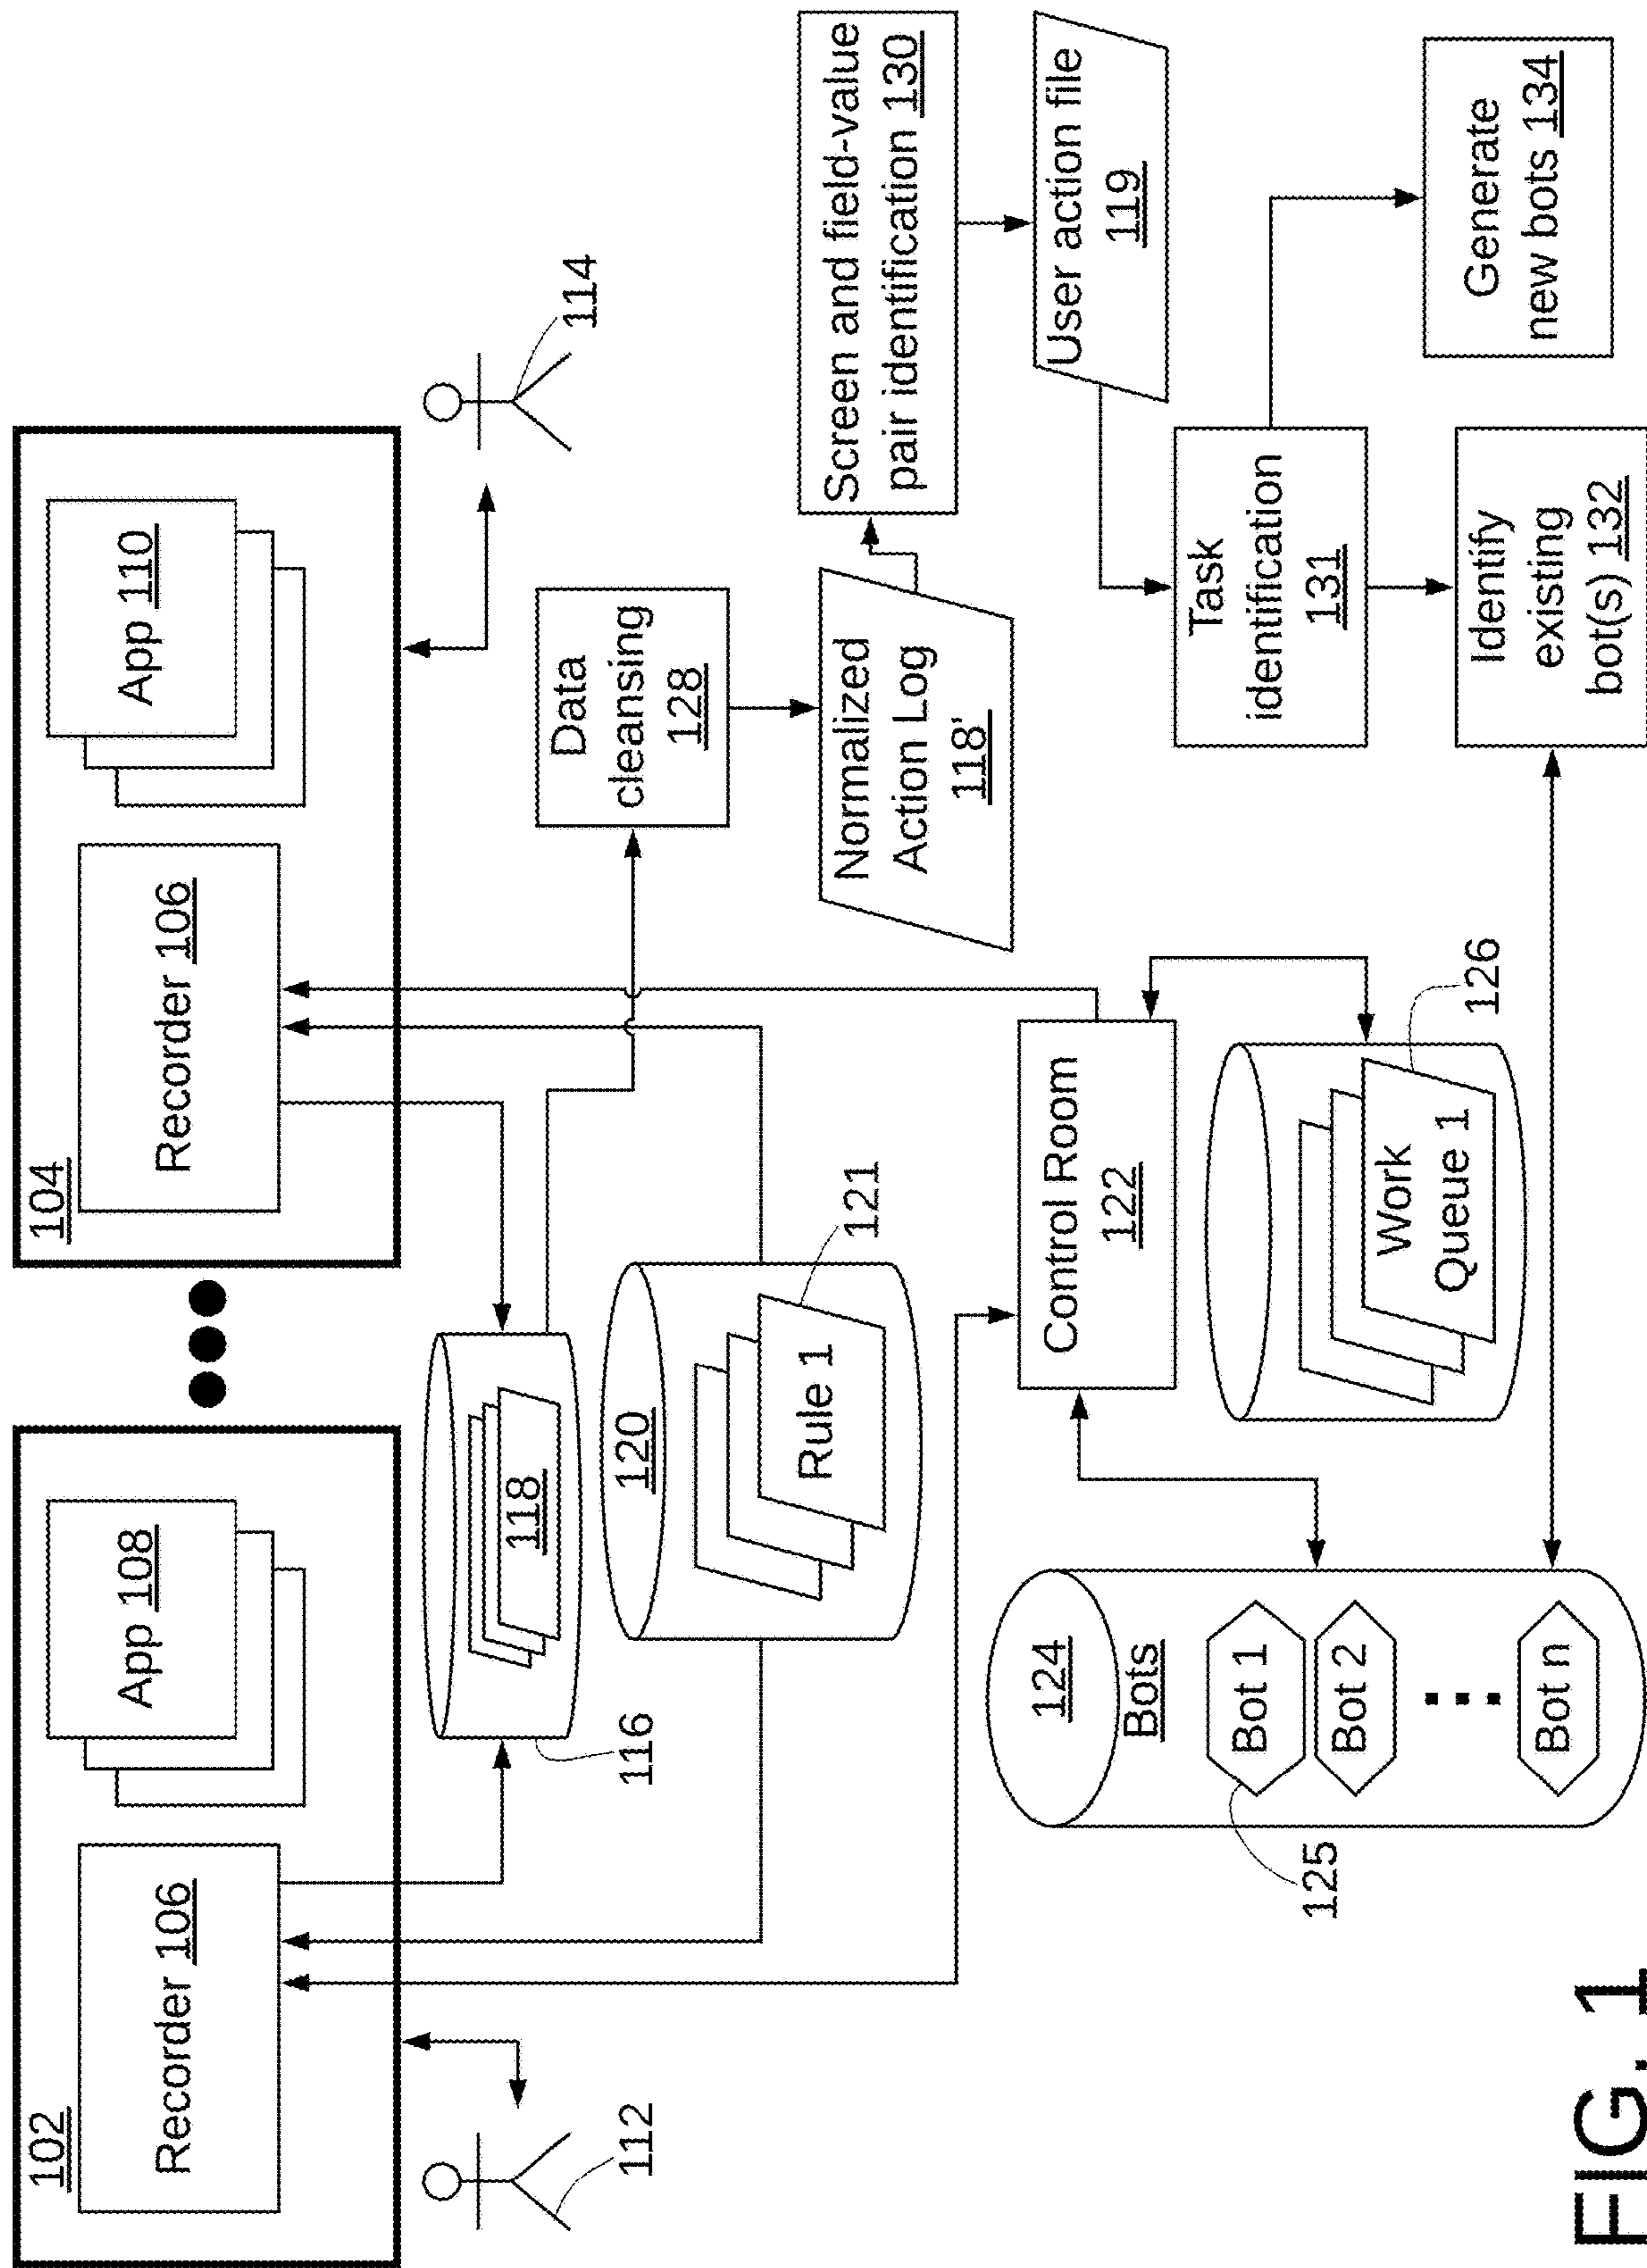 102
Recorder 106
App 108
104
Recorder 106
App 110
112
114
116
118
120
Rule 1
121
Data
cleansing
128
Normalized
Action Log
118'
Screen and field-value
pair identification 130
User action file
119
Control Room
122
124
Bots
Bot 1
Bot 2
Bot n
125
Work
Queue 1
126
Task
identification
131
Identify
existing
bot(s) 132
Generate
new bots 134
FIG. 1